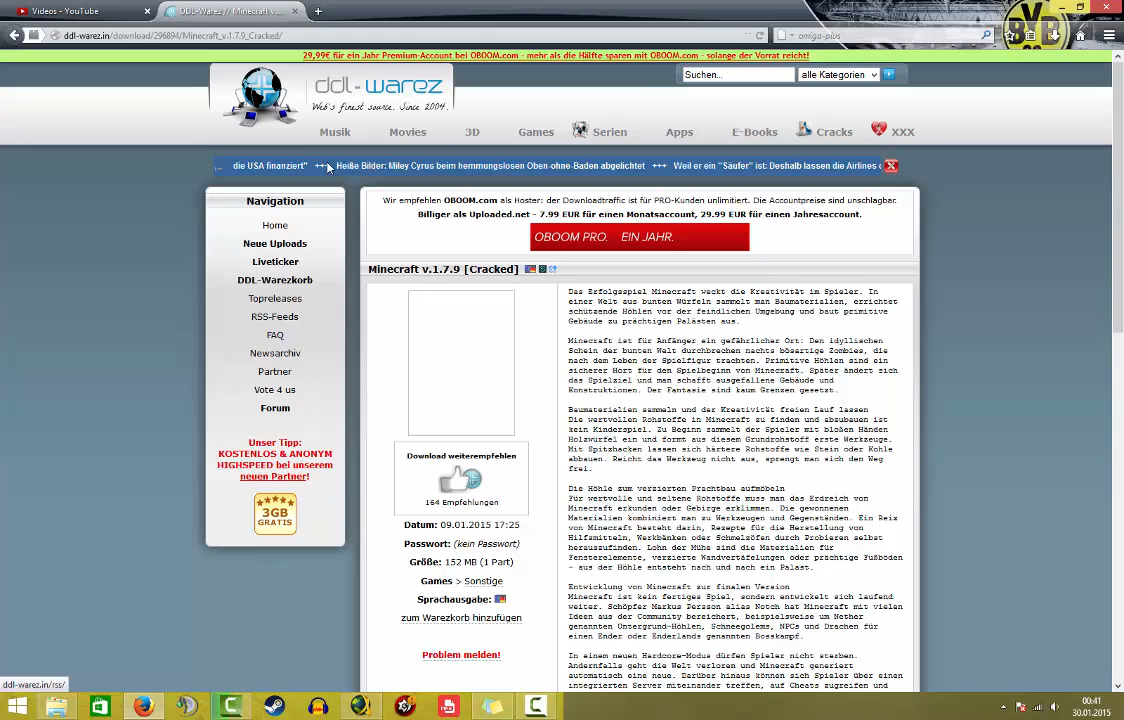 Videos - YouTube
DDL-Warez // Minecraft v....
ddl-warez.in/download/296894/Minecraft_v.1.7.9_Cracked/
omiga-plus
29,99€ für ein Jahr Premium-Account bei OBOOM.com - mehr als die Hälfte sparen mit OBOOM.com - solange der Vorrat reicht!
ddl-warez
Web's finest source. Since 2004.
Suchen...
alle Kategorien
Musik
Movies
3D
Games
Serien
Apps
E-Books
Cracks
XXX
die USA finanziert" +++ Heiße Bilder: Miley Cyrus beim hemmungslosen Oben-ohne-Baden abgelichtet +++ Weil er ein "Säufer" ist: Deshalb lassen die Airlines
Navigation
Home
Neue Uploads
Liveticker
DDL-Warezkorb
Topreleases
RSS-Feeds
FAQ
Newsarchiv
Partner
Vote 4 us
Forum
Unser Tipp:
KOSTENLOS & ANONYM
HIGHSPEED bei unserem
neuen Partner!
3GB
GRATIS
Wir empfehlen OBOOM.com als Hoster: der Downloadtraffic ist für PRO-Kunden unlimitiert. Die Accountpreise sind unschlagbar.
Billiger als Uploaded.net - 7.99 EUR für einen Monatsaccount, 29.99 EUR für einen Jahresaccount.
OBOOM PRO. EIN JAHR.
Minecraft v.1.7.9 [Cracked]
Download weiterempfehlen
164 Empfehlungen
Datum: 09.01.2015 17:25
Passwort: (kein Passwort)
Größe: 152 MB (1 Part)
Games > Sonstige
Sprachausgabe:
zum Warenkorb hinzufügen
Problem melden!
Das Erfolgsspiel Minecraft weckt die Kreativität im Spieler. In
einer Welt aus bunten Würfeln sammelt man Baumaterialien, errichtet
schützende Höhlen vor der feindlichen Umgebung und baut primitive
Gebäude zu prächtigen Palästen aus.
Minecraft ist für Anfänger ein gefährlicher Ort: Den idyllischen
Schein der bunten Welt durchbrechen nachts bösartige Zombies, die
nach dem Leben der Spielfigur trachten. Primitive Höhlen sind ein
sicherer Hort für den Spielbeginn von Minecraft. Später ändert sich
das Spielziel und man schafft ausgefallene Gebäude und
Konstruktionen. Der Fantasie sind kaum Grenzen gesetzt.
Baumaterialien sammeln und der Kreativität freien Lauf lassen
Die wertvollen Rohstoffe in Minecraft zu finden und abzubauen ist
kein Kinderspiel. Zu Beginn sammelt der Spieler mit bloßen Händen
Holzwürfel ein und formt aus diesem Grundrohstoff erste Werkzeuge.
Mit Spitzhacken lassen sich härtere Rohstoffe wie Stein oder Kohle
abbauen. Reicht das Werkzeug nicht aus, sprengt man sich den Weg
frei.
Die Höhle zum verzierten Prachtbau aufmöbeln
Für wertvolle und seltene Rohstoffe muss man das Erdreich von
Minecraft erkunden oder Gebirge erklimmen. Die gewonnenen
Materialien kombiniert man zu Werkzeugen und Gegenständen. Ein Reiz
von Minecraft besteht darin, Rezepte für die Herstellung von
Hilfsmitteln, Werkbänken oder Schmelzöfen durch Probieren selbst
herauszufinden. Lohn der Mühe sind die Materialien für
Fensterelemente, verzierte Wandvertäfelungen oder prächtige Fußböden
– aus der Höhle entsteht nach und nach ein Palast.
Entwicklung von Minecraft zur finalen Version
Minecraft ist kein fertiges Spiel, sondern entwickelt sich laufend
weiter. Schöpfer Markus Persson alias Notch hat Minecraft mit vielen
Ideen aus der Community bereichert, beispielsweise um Nether
genannten Untergrund-Höhlen, Schneegolems, NPCs und Drachen für
einen Ender oder Enderlands genannten Bosskampf.
In einem neuen Hardcore-Modus dürfen Spieler nicht sterben.
Andernfalls geht die Welt verloren und Minecraft generiert
automatisch eine neue. Darüber hinaus können sich Spieler über einen
integrierten Server miteinander treffen, auf Cheats zugreifen und
ddl-warez.in/rss/
00:41
30.01.2015